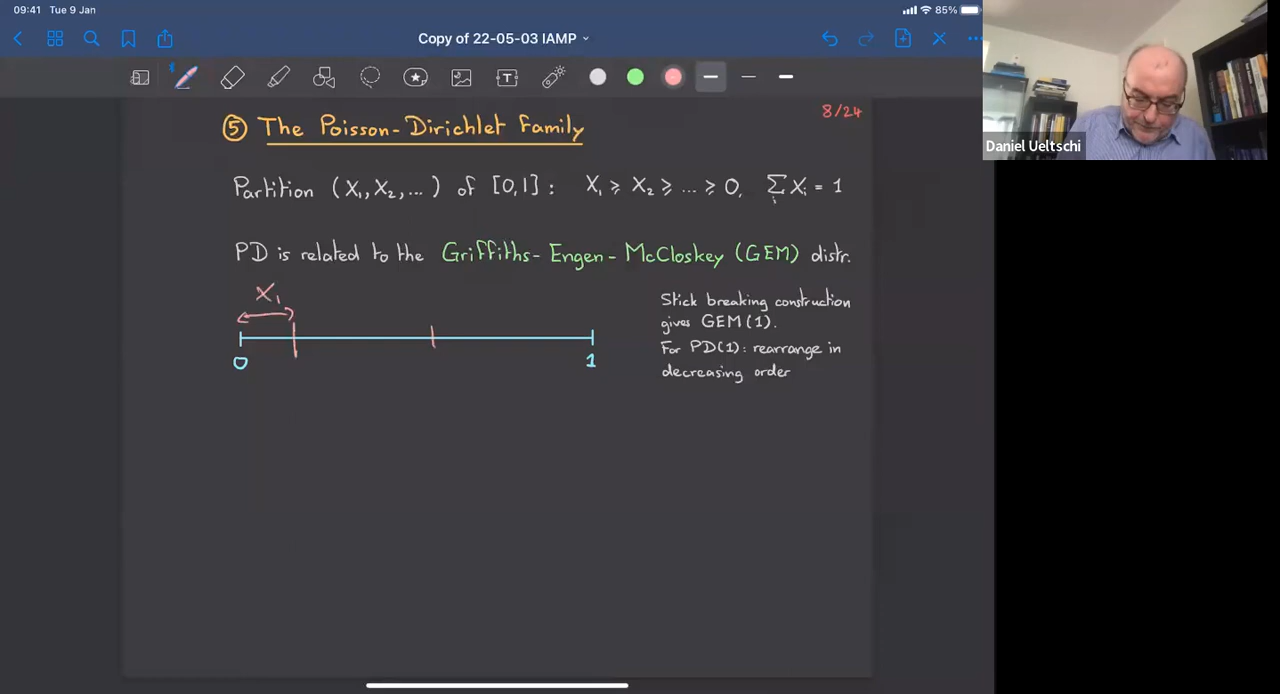 09:41 Tue 9 Jan
85%
Copy of 22-05-03 IAMP
Daniel Ueltschi
8/24
⑤ The Poisson-Dirichlet Family
Partition (X₁, X₂, ...) of [0,1]: X₁ ≥ X₂ ≥ ... ≥ 0, ∑ᵢ Xᵢ = 1
PD is related to the Griffiths-Engen-McCloskey (GEM) distr.
X₁
0 1
Stick breaking construction
gives GEM(1).
For PD(1): rearrange in
decreasing order